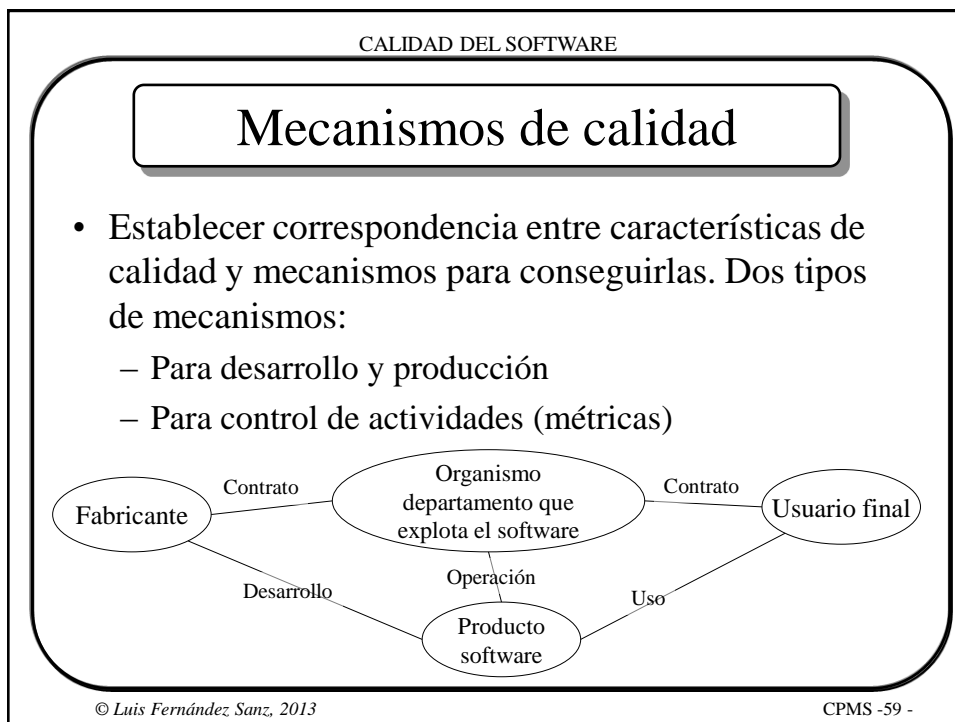 CALIDAD DEL SOFTWARE
Mecanismos de calidad
• Establecer correspondencia entre características de
calidad y mecanismos para conseguirlas. Dos tipos
de mecanismos:
– Para desarrollo y producción
– Para control de actividades (métricas)
Fabricante
Contrato
Organismo
departamento que
explota el software
Contrato
Usuario final
Desarrollo
Operación
Uso
Producto
software
© Luis Fernández Sanz, 2013
CPMS -59 -